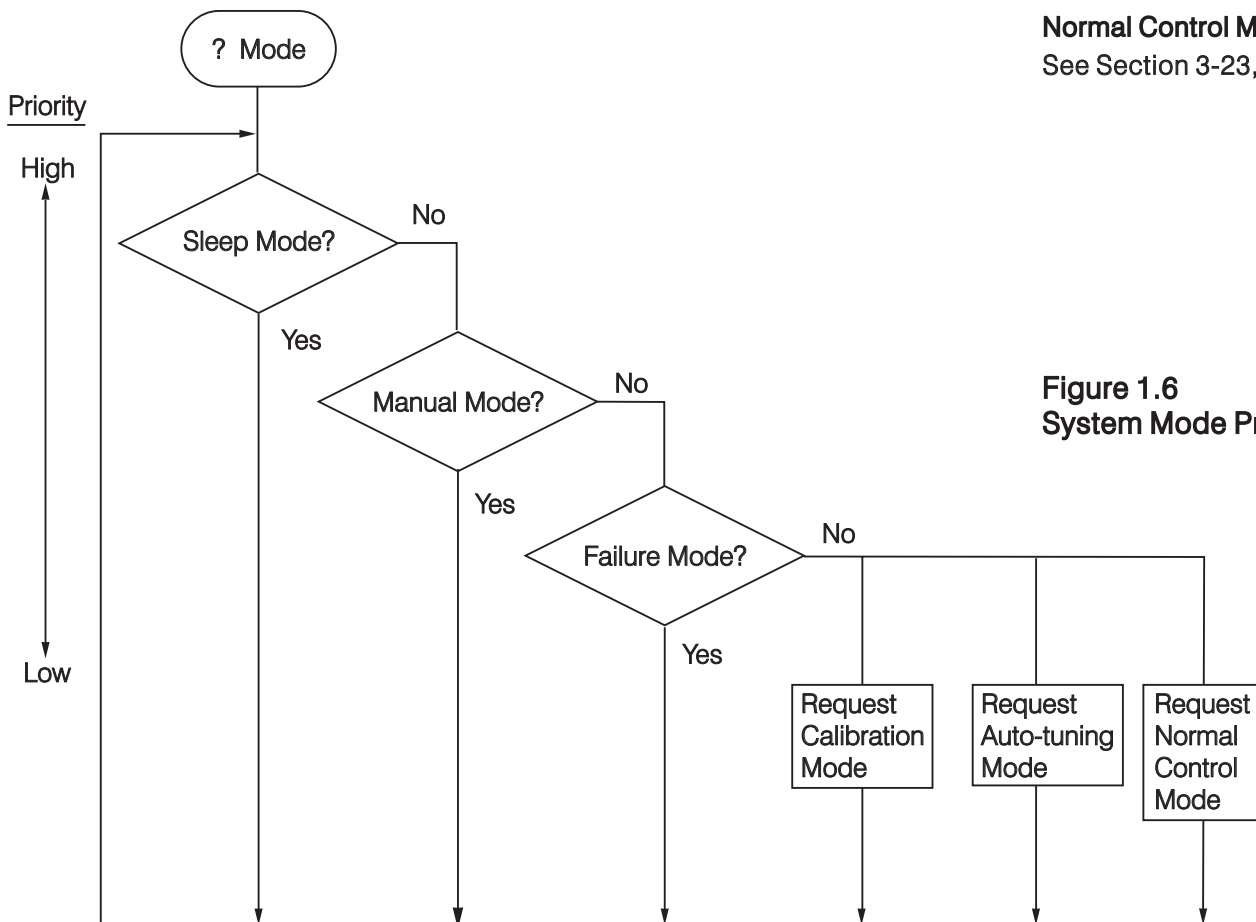 ? Mode
Normal Control M
See Section 3-23,
Priority
High
No
Sleep Mode?
Yes
No
Manual Mode?
Figure 1.6
System Mode Pr
Yes
No
Failure Mode?
Yes
Low
Request
Calibration
Mode
Request
Auto-tuning
Mode
Request
Normal
Control
Mode